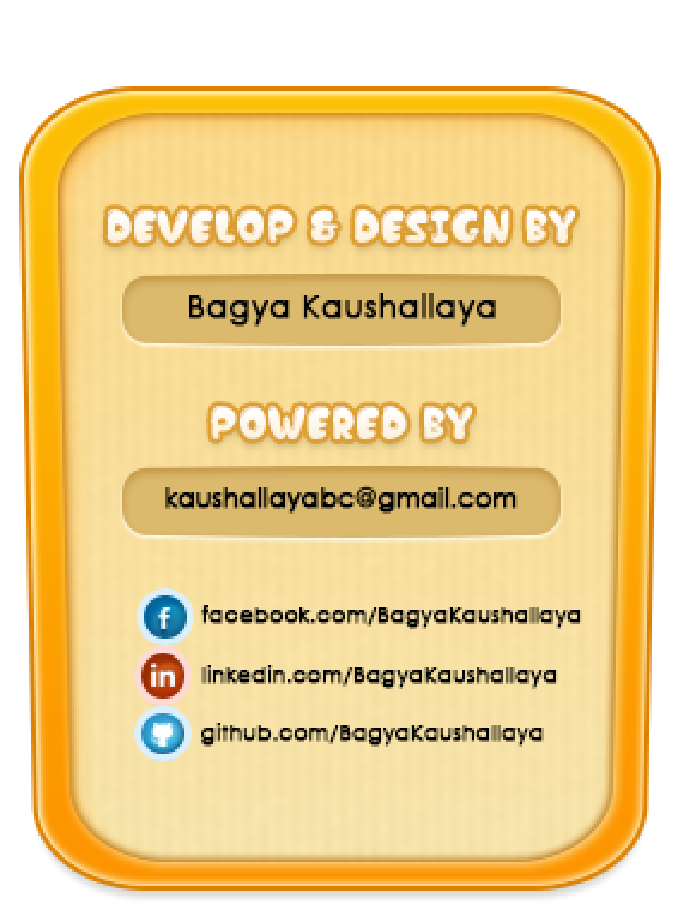 DEVELOP & DESIGN BY
Bagya Kaushallaya
POWERED BY
kaushallayabc@gmail.com
f facebook.com/BagyaKaushallaya
in linkedin.com/BagyaKaushallaya
github.com/BagyaKaushallaya